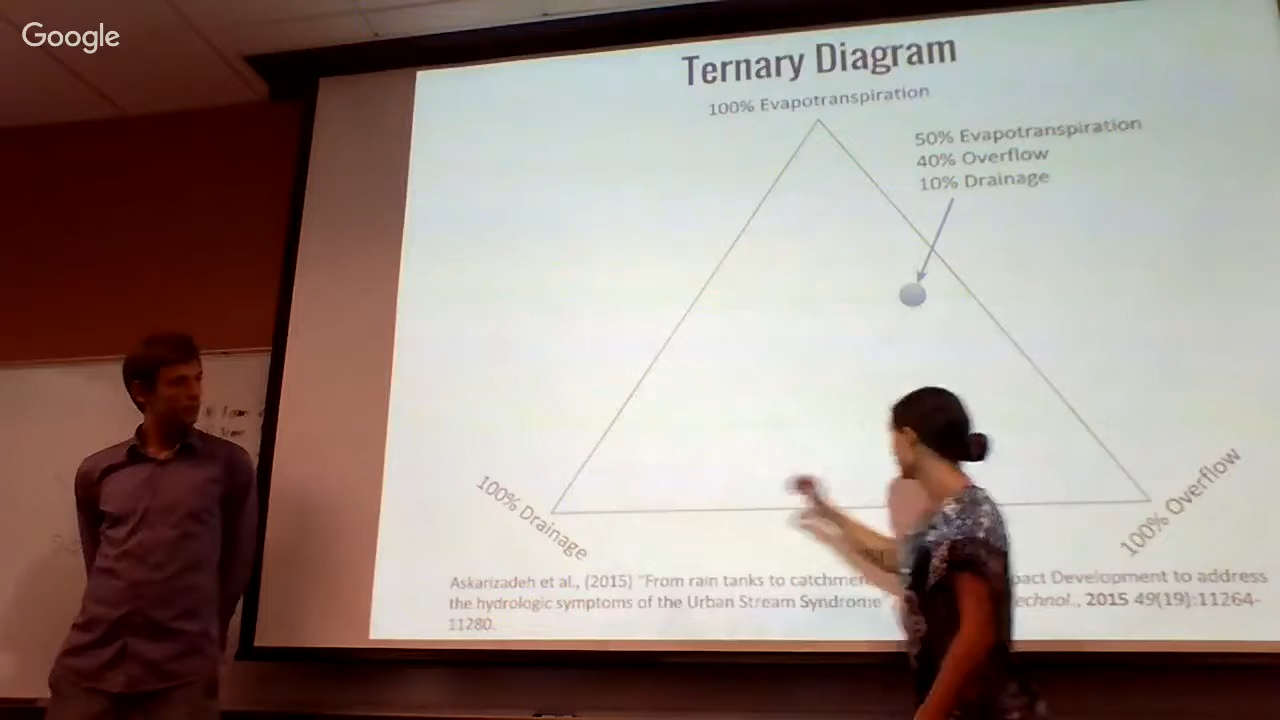 Google
Ternary Diagram
100% Evapotranspiration
50% Evapotranspiration
40% Overflow
10% Drainage
100% Drainage
100% Overflow
Askarizadeh et al., (2015) "From rain tanks to catchmen pact Development to address
the hydrologic symptoms of the Urban Stream Syndrome echnol., 2015 49(19):11264-
11280.